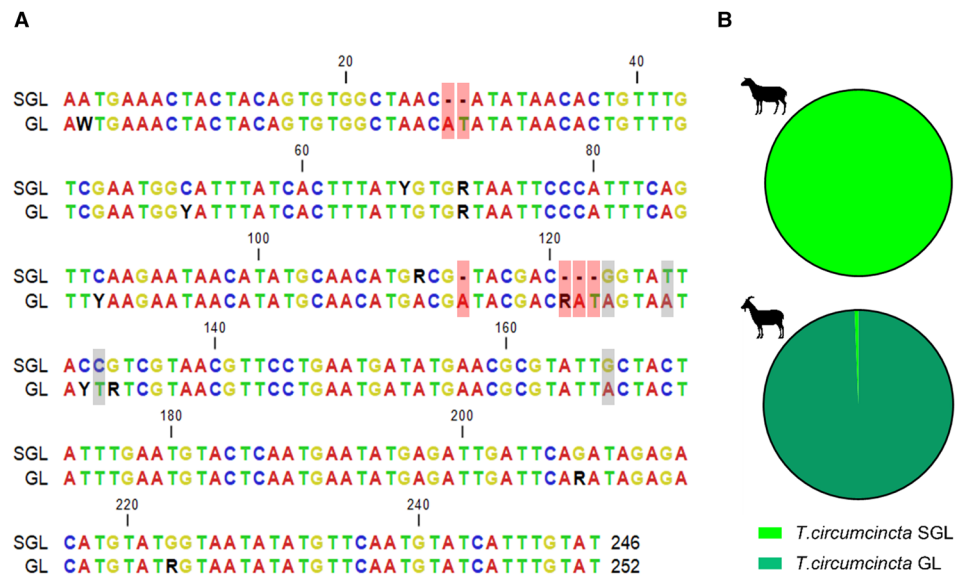 A
B
20 40
SGL AATGAAACTACTACAGTGTGGCTAAC--ATATAACACTGTTTG
GL AWTGAAACTACTACAGTGTGGCTAACATATATAACACTGTTTG
60 80
SGL TCGAATGGCATTTATCACTTTATYGTGRTAATTCCCATTTCAG
GL TCGAATGGYATTTATCACTTTATTGTGRTAATTCCCATTTCAG
100 120
SGL TTCAAGAATAACATATGCAACATGRCG-TACGAC---GGTATT
GL TTYAAGAATAACATATGCAACATGACGATACGACRATAGTAAT
140 160
SGL ACCGTCGTAACGTTCCTGAATGATATGAACGCGTATTGCTACT
GL AYTRTCGTAACGTTCCTGAATGATATGAACGCGTATTACTACT
180 200
SGL ATTTGAATGTACTCAATGAATATGAGATTGATTCAGATAGAGA
GL ATTTGAATGTACTCAATGAATATGAGATTGATTCARATAGAGA
220 240
SGL CATGTATGGTAATATATGTTCAATGTATCATTTGTAT 246
GL CATGTATRGTAATATATGTTCAATGTATCATTTGTAT 252
T.circumcincta SGL
T.circumcincta GL